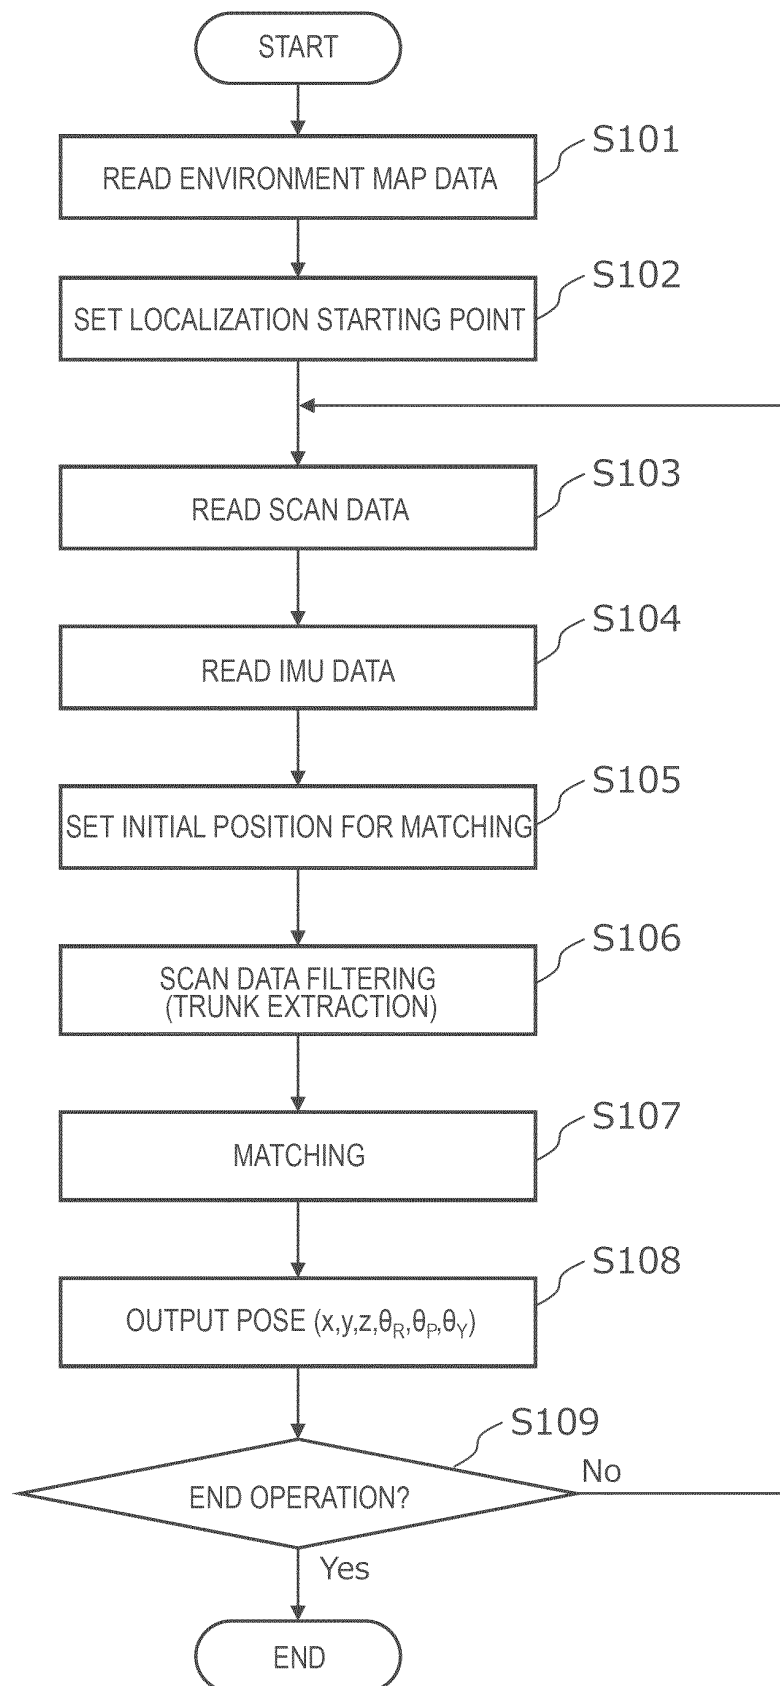 START
S101
READ ENVIRONMENT MAP DATA
S102
SET LOCALIZATION STARTING POINT
S103
READ SCAN DATA
S104
READ IMU DATA
S105
SET INITIAL POSITION FOR MATCHING
S106
SCAN DATA FILTERING
(TRUNK EXTRACTION)
S107
MATCHING
S108
OUTPUT POSE (x,y,z,θR,θP,θY)
S109
END OPERATION?
No
Yes
END